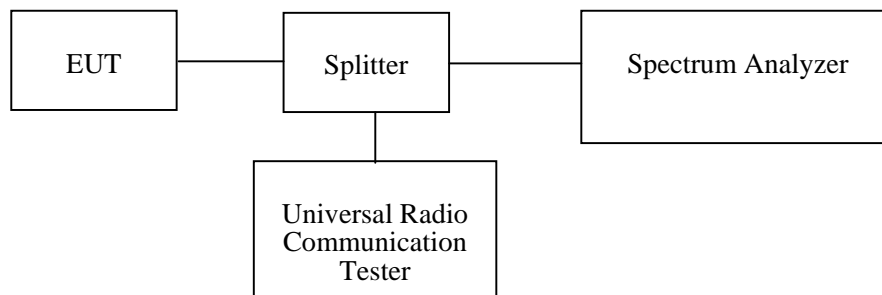 EUT
Splitter
Spectrum Analyzer
Universal Radio
Communication
Tester